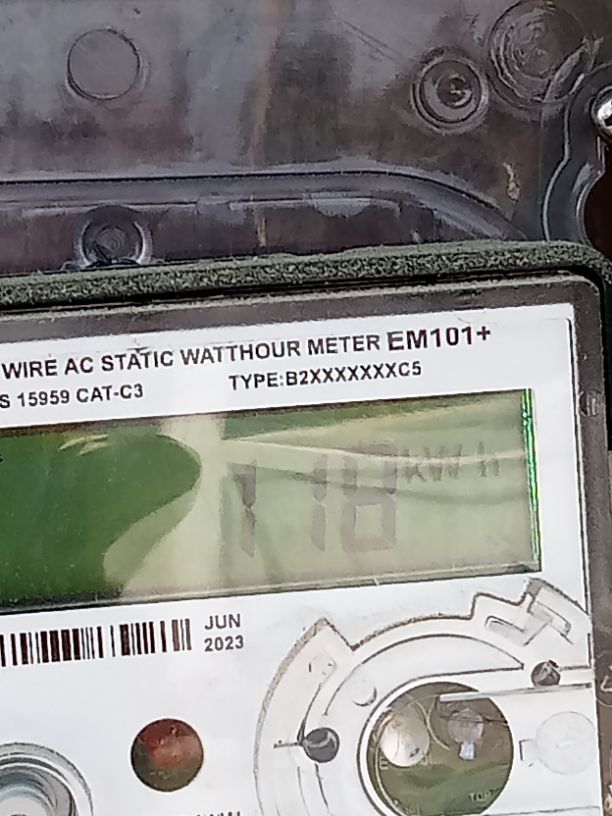 WIRE AC STATIC WATTHOUR METER EM101+
S 15959 CAT-C3 TYPE:B2XXXXXXXC5
118 kWh
JUN
2023